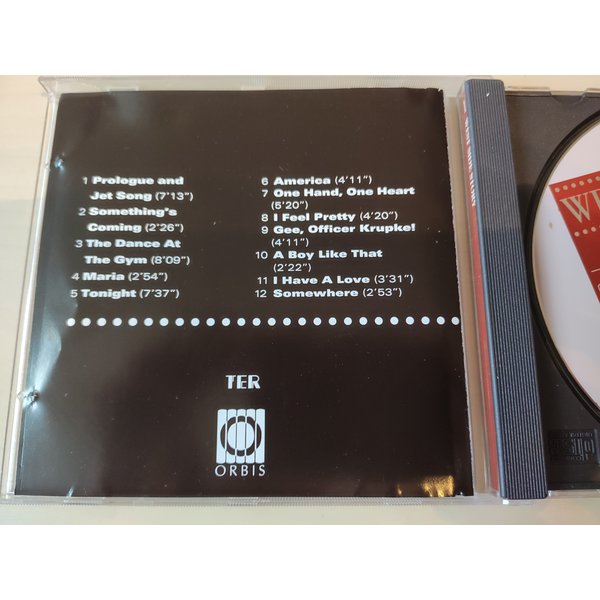 1 Prologue and
Jet Song (7'13")
2 Something's
Coming (2'26")
3 The Dance At
The Gym (8'09")
4 Maria (2'54")
5 Tonight (7'37")
6 America (4'11")
7 One Hand, One Heart
(5'20")
8 I Feel Pretty (4'20")
9 Gee, Officer Krupke!
(4'11")
10 A Boy Like That
(2'22")
11 I Have A Love (3'31")
12 Somewhere (2'53")
TER
ORBIS